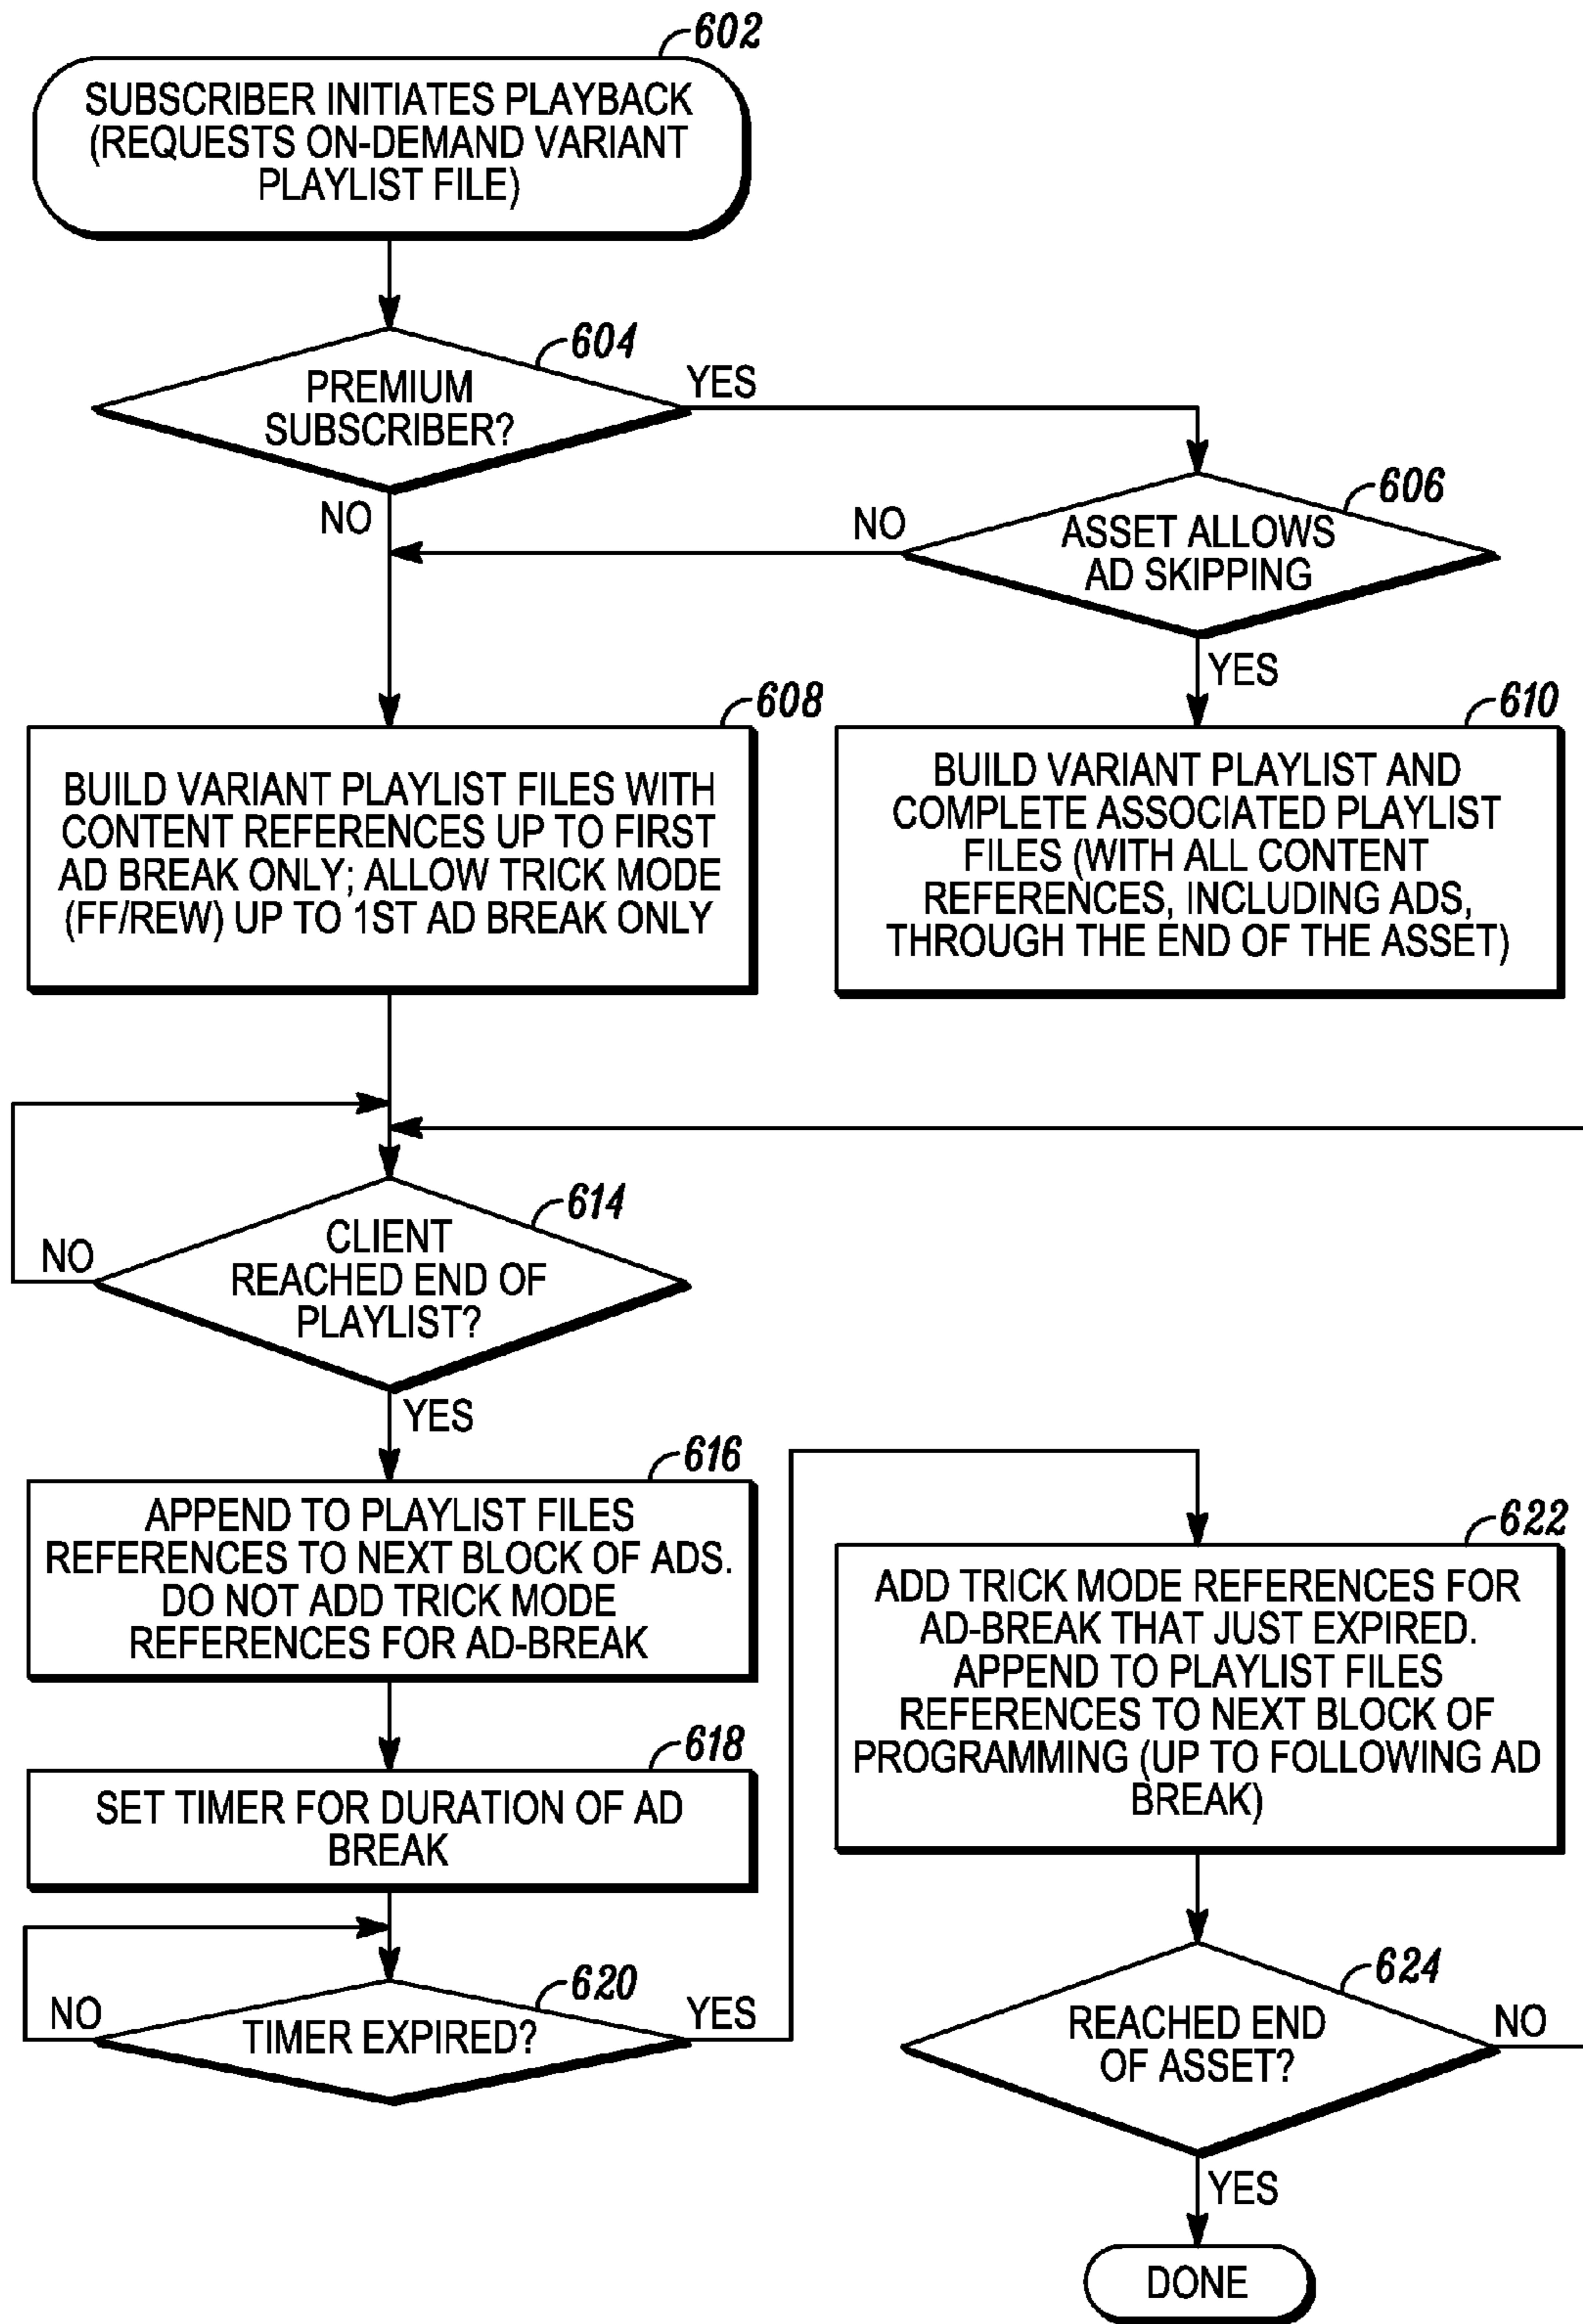 602
SUBSCRIBER INITIATES PLAYBACK
(REQUESTS ON-DEMAND VARIANT
PLAYLIST FILE)
604
PREMIUM
SUBSCRIBER?
YES
NO
606
ASSET ALLOWS
AD SKIPPING
NO
YES
608
BUILD VARIANT PLAYLIST FILES WITH
CONTENT REFERENCES UP TO FIRST
AD BREAK ONLY; ALLOW TRICK MODE
(FF/REW) UP TO 1ST AD BREAK ONLY
610
BUILD VARIANT PLAYLIST AND
COMPLETE ASSOCIATED PLAYLIST
FILES (WITH ALL CONTENT
REFERENCES, INCLUDING ADS,
THROUGH THE END OF THE ASSET)
614
CLIENT
REACHED END OF
PLAYLIST?
NO
YES
616
APPEND TO PLAYLIST FILES
REFERENCES TO NEXT BLOCK OF ADS.
DO NOT ADD TRICK MODE
REFERENCES FOR AD-BREAK
618
SET TIMER FOR DURATION OF AD
BREAK
620
TIMER EXPIRED?
NO
YES
622
ADD TRICK MODE REFERENCES FOR
AD-BREAK THAT JUST EXPIRED.
APPEND TO PLAYLIST FILES
REFERENCES TO NEXT BLOCK OF
PROGRAMMING (UP TO FOLLOWING AD
BREAK)
624
REACHED END
OF ASSET?
NO
YES
DONE